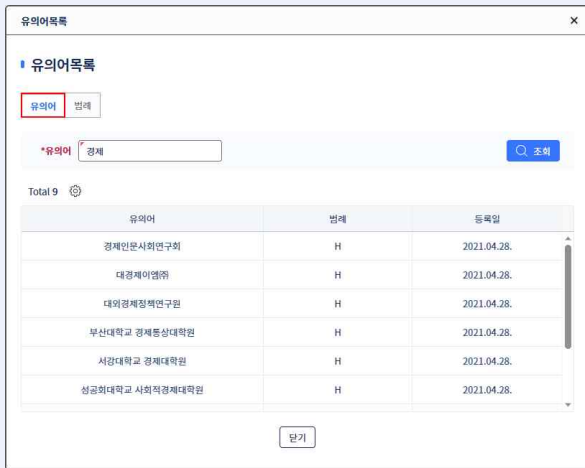 유의어목록 ×
유의어목록
유의어 범례
*유의어 경제 조회
Total 9
유의어 범례 등록일
경제인문사회연구회 H 2021.04.28.
대경제이엠㈜ H 2021.04.28.
대외경제정책연구원 H 2021.04.28.
부산대학교 경제통상대학원 H 2021.04.28.
서강대학교 경제대학원 H 2021.04.28.
성공회대학교 사회적경제대학원 H 2021.04.28.
닫기